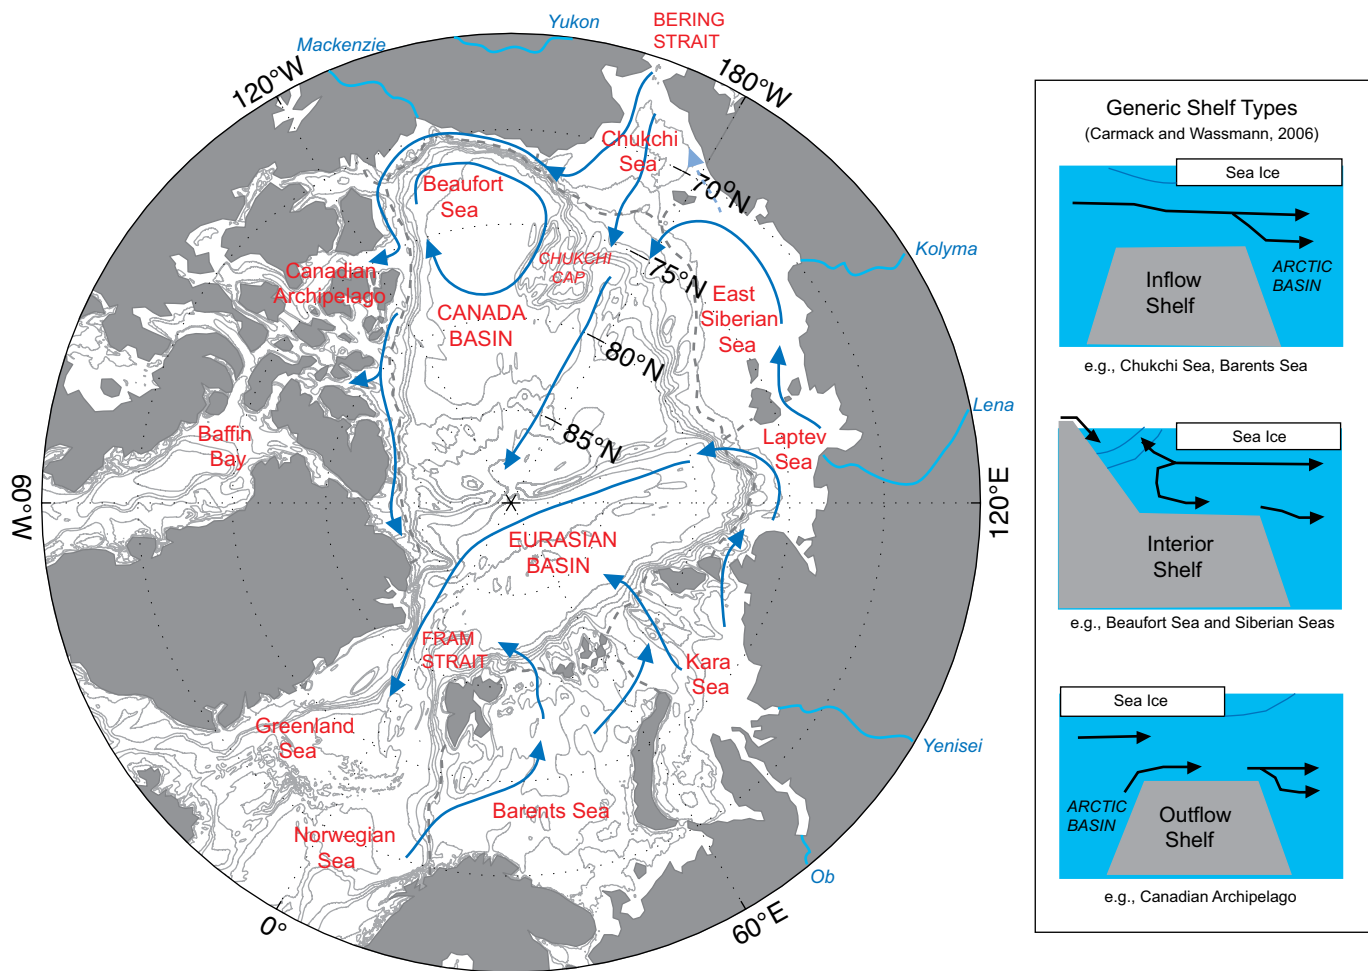 Yukon
BERING
STRAIT
Mackenzie
120°W
180°W
Chukchi
Sea
70°N
Beaufort
Sea
Kolyma
CHUKCHI
CAP
75°N
Canadian
Archipelago
East
Siberian
Sea
CANADA
BASIN
80°N
Lena
85°N
Baffin
Bay
Laptev
Sea
60°W
120°E
EURASIAN
BASIN
FRAM
STRAIT
Kara
Sea
Greenland
Sea
Yenisei
Barents Sea
Norwegian
Sea
Ob
0°
60°E
Generic Shelf Types
(Carmack and Wassmann, 2006)
Sea Ice
Inflow
Shelf
ARCTIC
BASIN
e.g., Chukchi Sea, Barents Sea
Sea Ice
Interior
Shelf
e.g., Beaufort Sea and Siberian Seas
Sea Ice
ARCTIC
BASIN
Outflow
Shelf
e.g., Canadian Archipelago